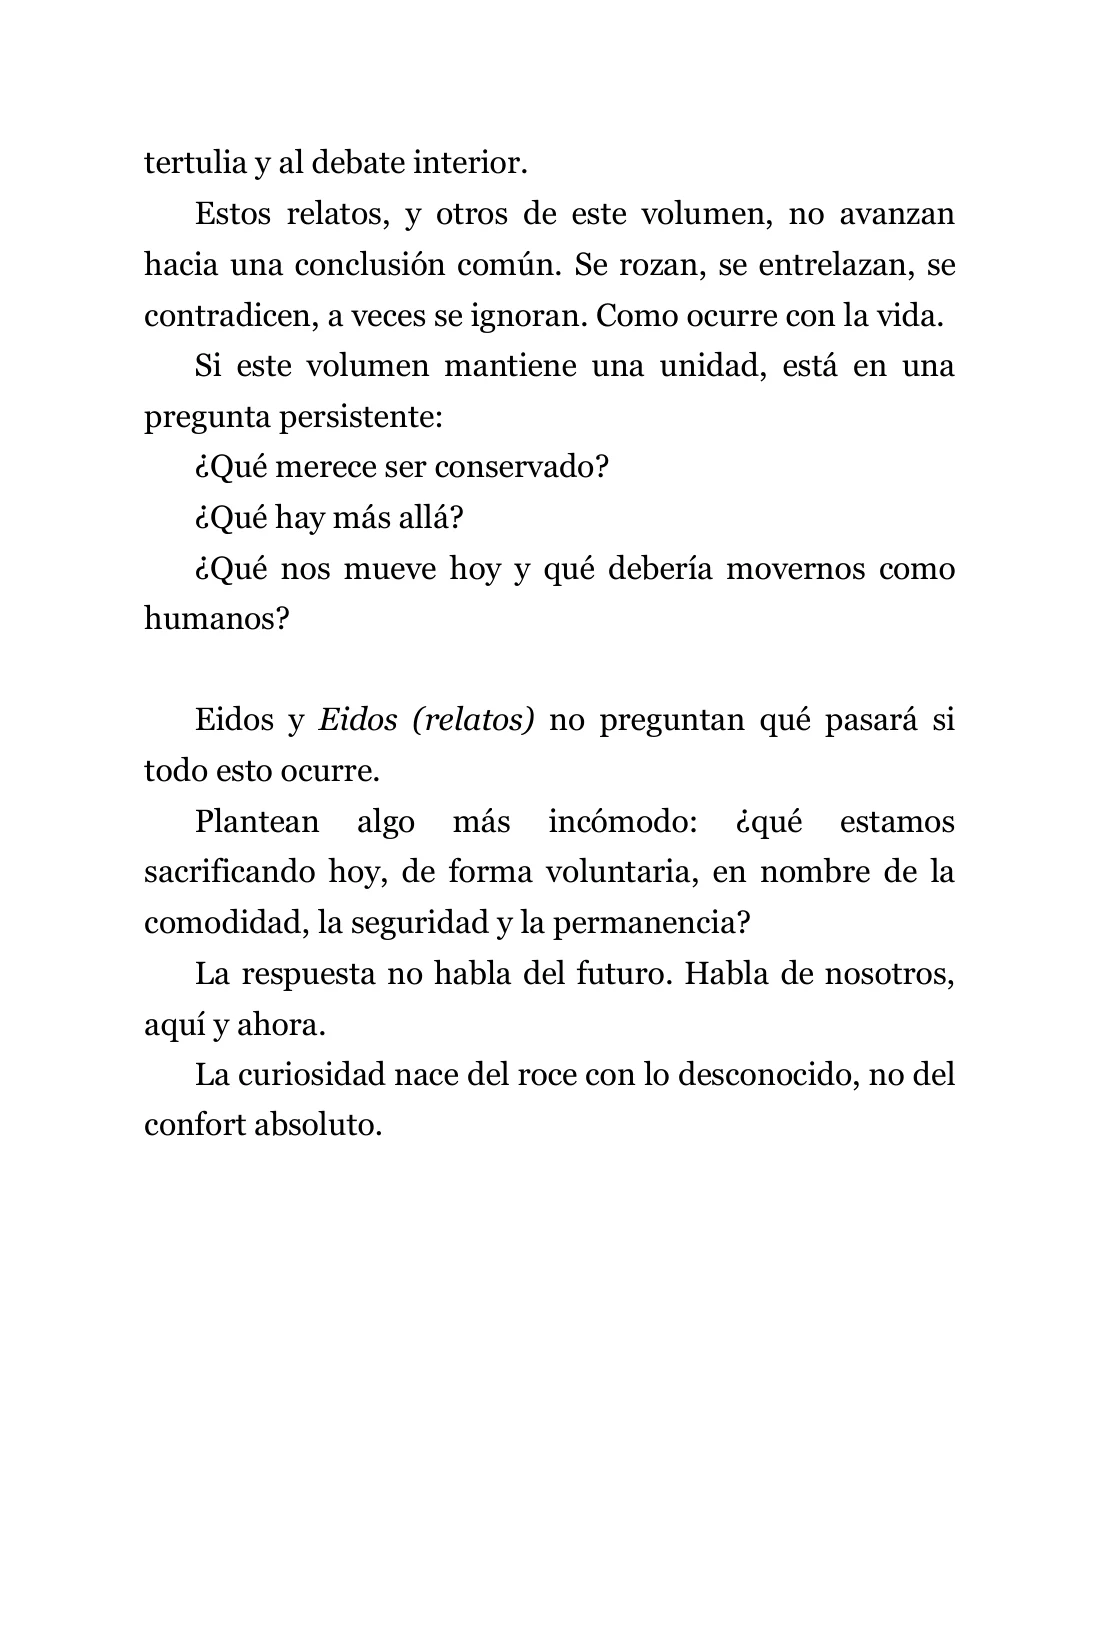 tertulia y al debate interior.
Estos relatos, y otros de este volumen, no avanzan
hacia una conclusión común. Se rozan, se entrelazan, se
contradicen, a veces se ignoran. Como ocurre con la vida.
Si este volumen mantiene una unidad, está en una
pregunta persistente:
¿Qué merece ser conservado?
¿Qué hay más allá?
¿Qué nos mueve hoy y qué debería movernos como
humanos?
Eidos y Eidos (relatos) no preguntan qué pasará si
todo esto ocurre.
Plantean algo más incómodo: ¿qué estamos
sacrificando hoy, de forma voluntaria, en nombre de la
comodidad, la seguridad y la permanencia?
La respuesta no habla del futuro. Habla de nosotros,
aquí y ahora.
La curiosidad nace del roce con lo desconocido, no del
confort absoluto.